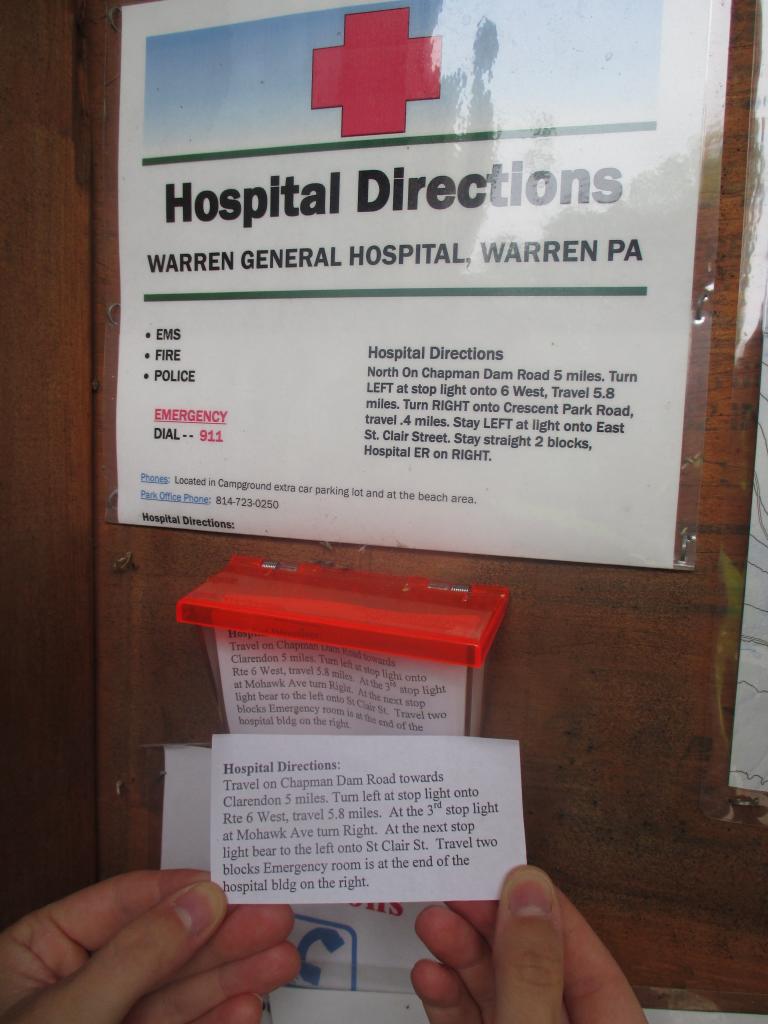 Hospital Directions
WARREN GENERAL HOSPITAL, WARREN PA
• EMS
• FIRE
• POLICE
EMERGENCY
DIAL -- 911
Hospital Directions
North On Chapman Dam Road 5 miles. Turn
LEFT at stop light onto 6 West, Travel 5.8
miles. Turn RIGHT onto Crescent Park Road,
travel .4 miles. Stay LEFT at light onto East
St. Clair Street. Stay straight 2 blocks,
Hospital ER on RIGHT.
Phones: Located in Campground extra car parking lot and at the beach area.
Park Office Phone: 814-723-0250
Hospital Directions:
Hospital Directions:
Travel on Chapman Dam Road towards
Clarendon 5 miles. Turn left at stop light onto
Rte 6 West, travel 5.8 miles. At the 3rd stop light
at Mohawk Ave turn Right. At the next stop
light bear to the left onto St Clair St. Travel two
blocks Emergency room is at the end of the
hospital bldg on the right.
Hospital Directions:
Travel on Chapman Dam Road towards
Clarendon 5 miles. Turn left at stop light onto
Rte 6 West, travel 5.8 miles. At the 3rd stop light
at Mohawk Ave turn Right. At the next stop
light bear to the left onto St Clair St. Travel two
blocks Emergency room is at the end of the
hospital bldg on the right.